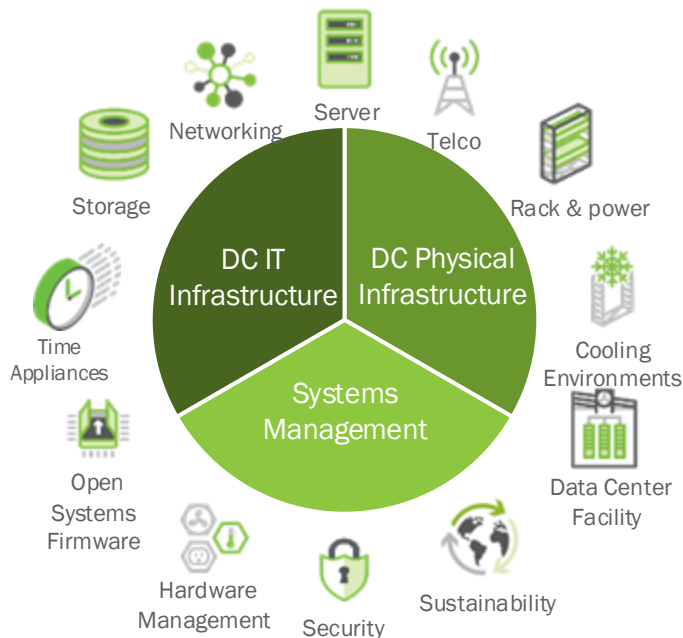 Server
Networking
Telco
Storage
Rack & power
DC IT
Infrastructure
DC Physical
Infrastructure
Time
Appliances
Cooling
Environments
Systems
Management
Open
Systems
Firmware
Data Center
Facility
Hardware
Management
Sustainability
Security